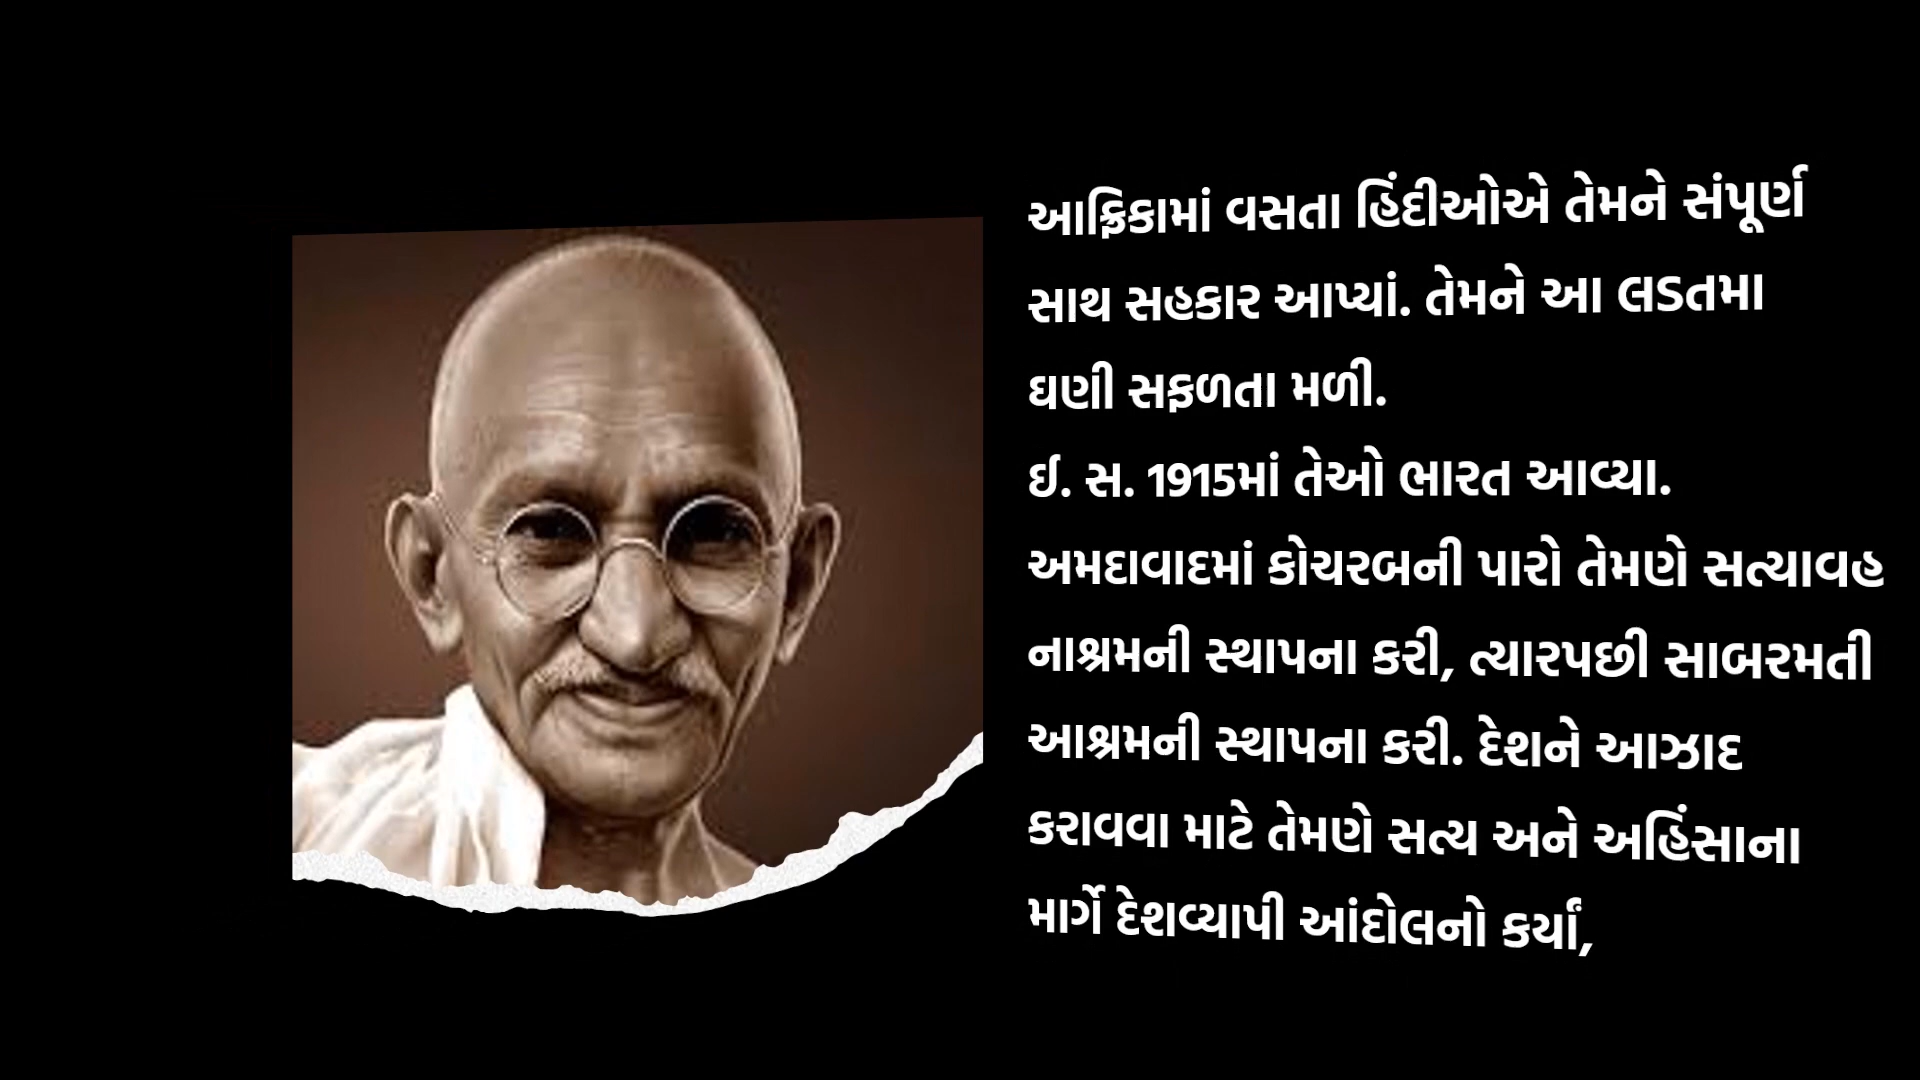 આફ્રિકામાં વસતા હિંદીઓએ તેમને સંપૂર્ણ
સાથ સહકાર આપ્યાં. તેમને આ લડતમા
ઘણી સફળતા મળી.
ઈ. સ. 1915માં તેઓ ભારત આવ્યા.
અમદાવાદમાં કોચરબની પારો તેમણે સત્યાવહ
નાશ્રમની સ્થાપના કરી, ત્યારપછી સાબરમતી
આશ્રમની સ્થાપના કરી. દેશને આઝાદ
કરાવવા માટે તેમણે સત્ય અને અહિંસાના
માર્ગે દેશવ્યાપી આંદોલનો કર્યાં,